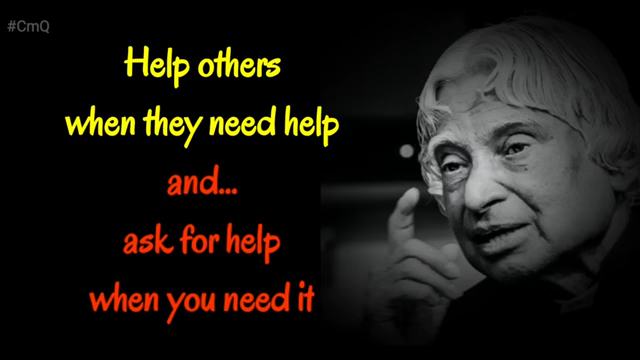 #CmQ
Help others
when they need help
and...
ask for help
when you need it